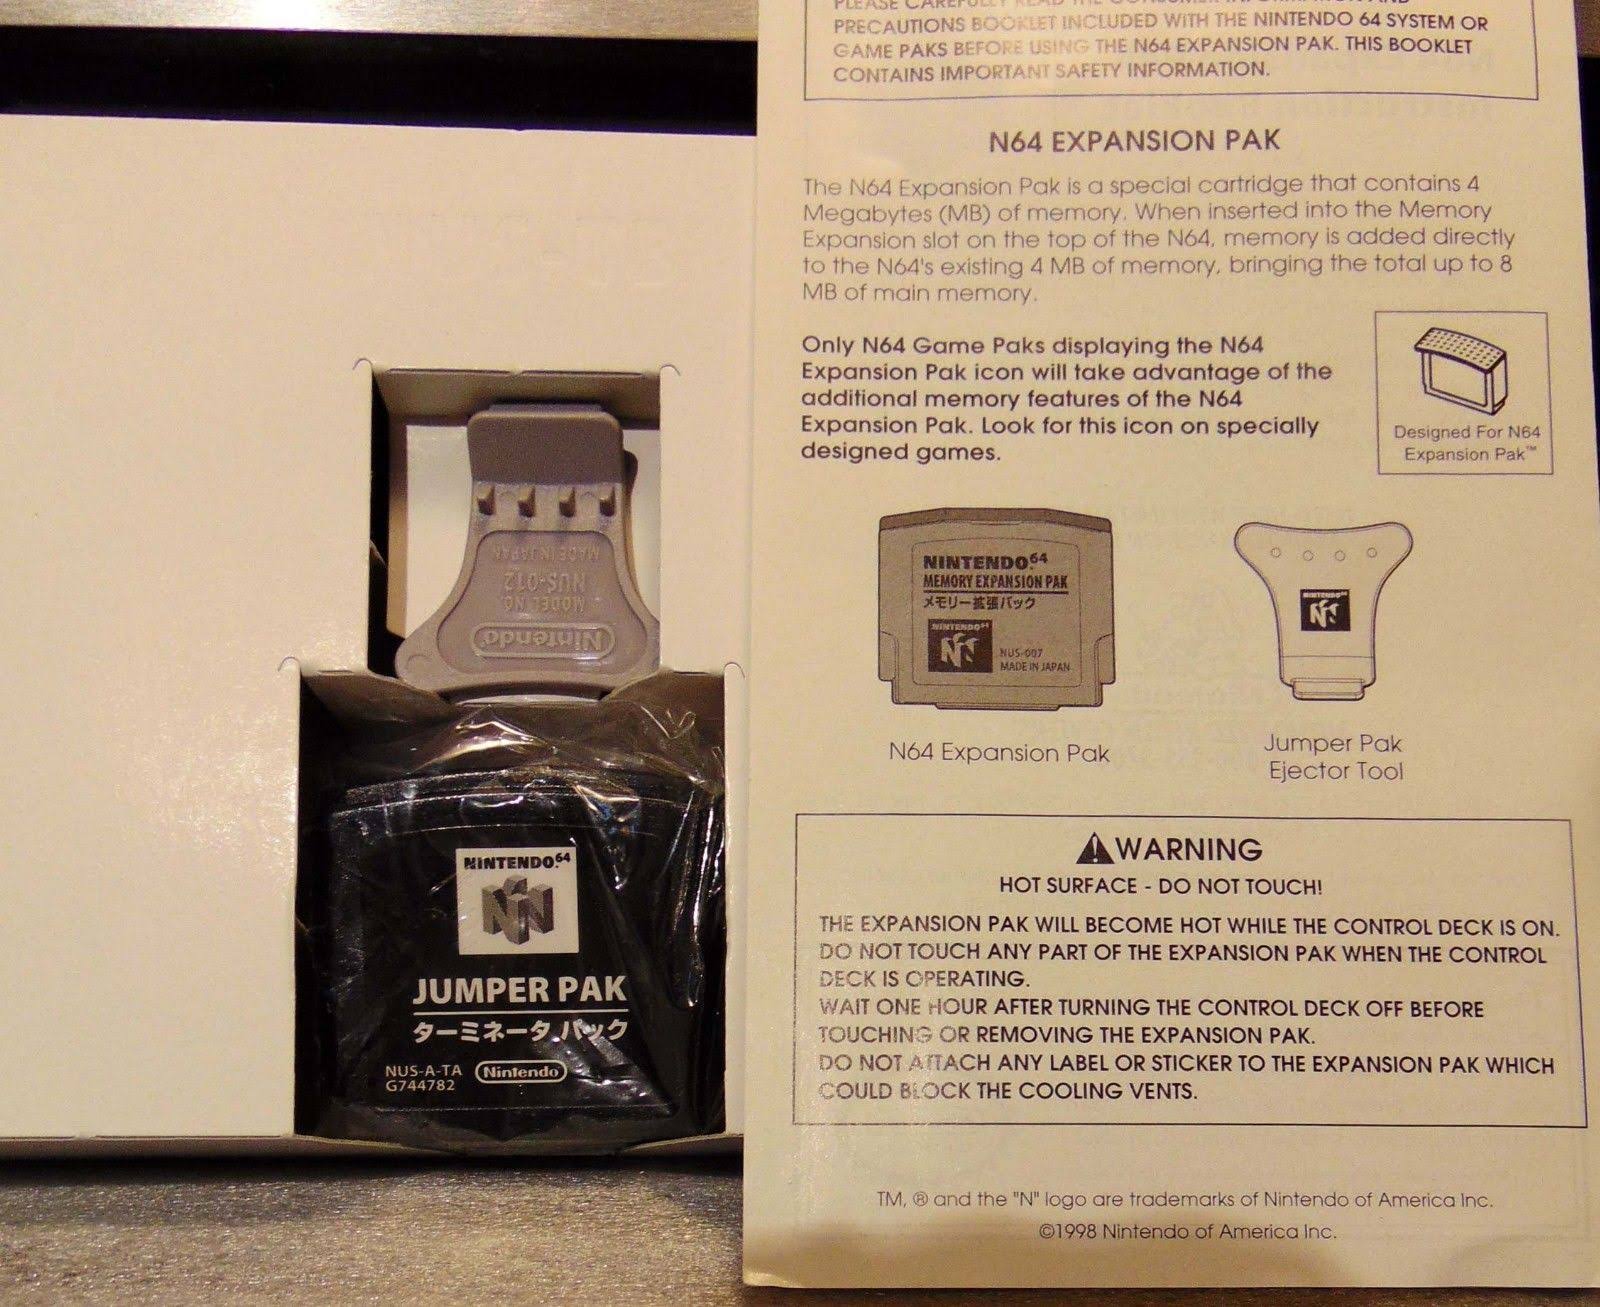 MADE IN JAPAN
NUS-012
MODEL NO.
Nintendo
NINTENDO64
JUMPER PAK
ターミネータ パック
NUS-A-TA
G744782
Nintendo
PLEASE CAREFULLY READ THE CONSUMER INFORMATION AND
PRECAUTIONS BOOKLET INCLUDED WITH THE NINTENDO 64 SYSTEM OR
GAME PAKS BEFORE USING THE N64 EXPANSION PAK. THIS BOOKLET
CONTAINS IMPORTANT SAFETY INFORMATION.
N64 EXPANSION PAK
The N64 Expansion Pak is a special cartridge that contains 4
Megabytes (MB) of memory. When inserted into the Memory
Expansion slot on the top of the N64, memory is added directly
to the N64's existing 4 MB of memory, bringing the total up to 8
MB of main memory.
Only N64 Game Paks displaying the N64
Expansion Pak icon will take advantage of the
additional memory features of the N64
Expansion Pak. Look for this icon on specially
designed games.
Designed For N64
Expansion Pak™
NINTENDO.64
MEMORY EXPANSION PAK
メモリー拡張パック
NINTENDO64
NUS-007
MADE IN JAPAN
N64 Expansion Pak
NINTENDO64
Jumper Pak
Ejector Tool
WARNING
HOT SURFACE - DO NOT TOUCH!
THE EXPANSION PAK WILL BECOME HOT WHILE THE CONTROL DECK IS ON.
DO NOT TOUCH ANY PART OF THE EXPANSION PAK WHEN THE CONTROL
DECK IS OPERATING.
WAIT ONE HOUR AFTER TURNING THE CONTROL DECK OFF BEFORE
TOUCHING OR REMOVING THE EXPANSION PAK.
DO NOT ATTACH ANY LABEL OR STICKER TO THE EXPANSION PAK WHICH
COULD BLOCK THE COOLING VENTS.
TM, ® and the "N" logo are trademarks of Nintendo of America Inc.
©1998 Nintendo of America Inc.